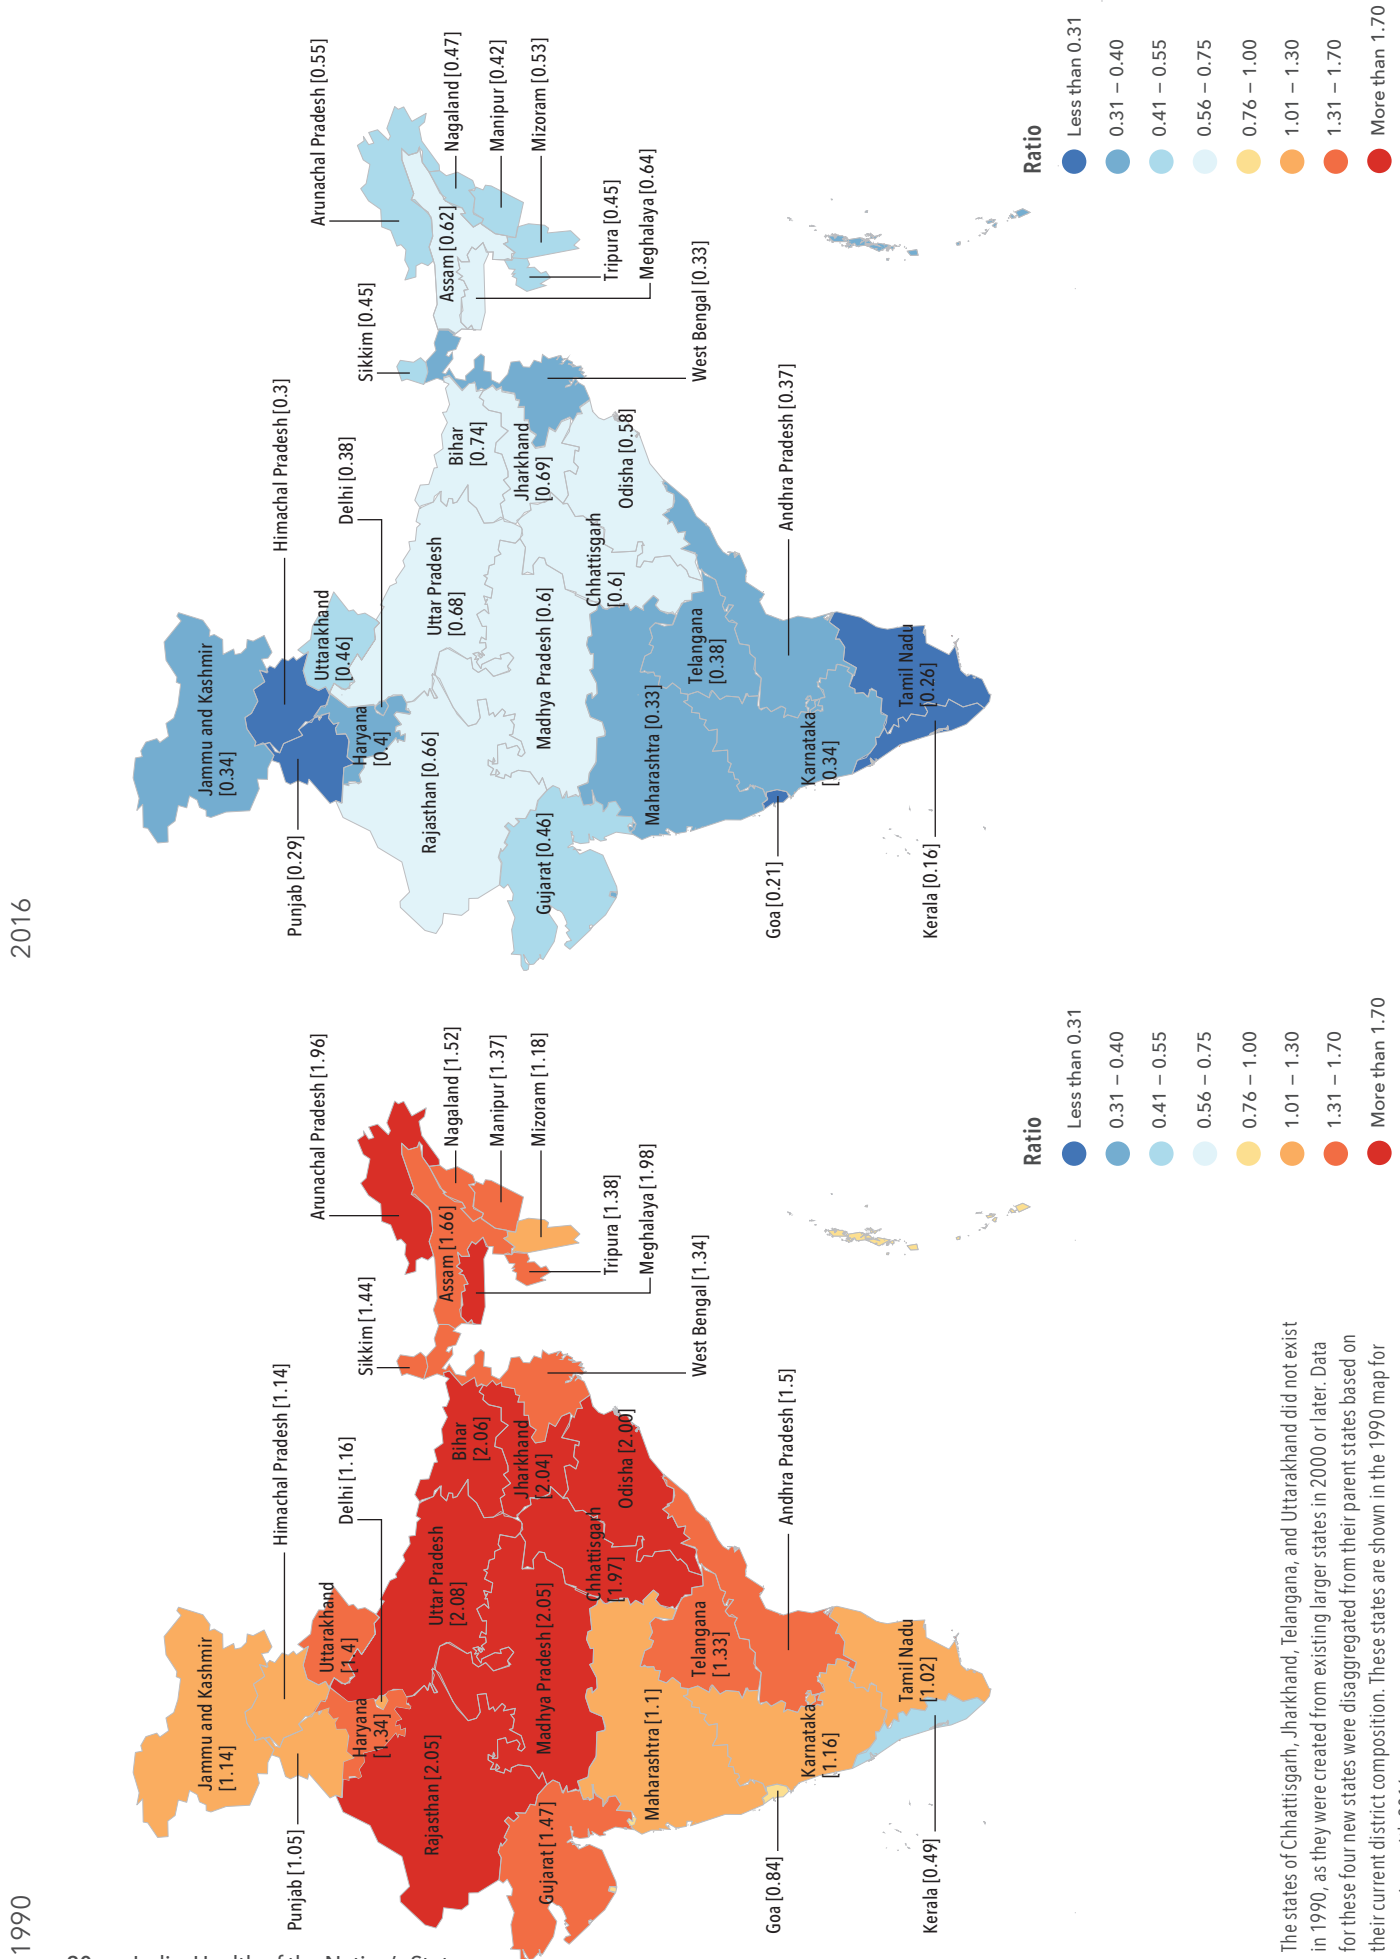 1990
Jammu and Kashmir
[1.14]
Himachal Pradesh [1.14]
Punjab [1.05]
Uttarakhand
[1.4]
Haryana
[1.34]
Delhi [1.16]
Arunachal Pradesh [1.96]
Sikkim [1.44]
Assam [1.66]
Nagaland [1.52]
Manipur [1.37]
Mizoram [1.18]
Tripura [1.38]
Meghalaya [1.98]
West Bengal [1.34]
Rajasthan [2.05]
Uttar Pradesh
[2.08]
Bihar
[2.06]
Jharkhand
[2.04]
Gujarat [1.47]
Madhya Pradesh [2.05]
Chhattisgarh
[1.97]
Odisha [2.00]
Maharashtra [1.1]
Telangana
[1.33]
Andhra Pradesh [1.5]
Goa [0.84]
Karnataka
[1.16]
Tamil Nadu
[1.02]
Kerala [0.49]
Ratio
Less than 0.31
0.31 – 0.40
0.41 – 0.55
0.56 – 0.75
0.76 – 1.00
1.01 – 1.30
1.31 – 1.70
More than 1.70
2016
Jammu and Kashmir
[0.34]
Himachal Pradesh [0.3]
Punjab [0.29]
Uttarakhand
[0.46]
Haryana
[0.4]
Delhi [0.38]
Arunachal Pradesh [0.55]
Sikkim [0.45]
Assam [0.62]
Nagaland [0.47]
Manipur [0.42]
Mizoram [0.53]
Tripura [0.45]
Meghalaya [0.64]
West Bengal [0.33]
Rajasthan [0.66]
Uttar Pradesh
[0.68]
Bihar
[0.74]
Jharkhand
[0.69]
Gujarat [0.46]
Madhya Pradesh [0.6]
Chhattisgarh
[0.6]
Odisha [0.58]
Maharashtra [0.33]
Telangana
[0.38]
Andhra Pradesh [0.37]
Goa [0.21]
Karnataka
[0.34]
Tamil Nadu
[0.26]
Kerala [0.16]
Ratio
Less than 0.31
0.31 – 0.40
0.41 – 0.55
0.56 – 0.75
0.76 – 1.00
1.01 – 1.30
1.31 – 1.70
More than 1.70
The states of Chhattisgarh, Jharkhand, Telangana, and Uttarakhand did not exist
in 1990, as they were created from existing larger states in 2000 or later. Data
for these four new states were disaggregated from their parent states based on
their current district composition. These states are shown in the 1990 map for